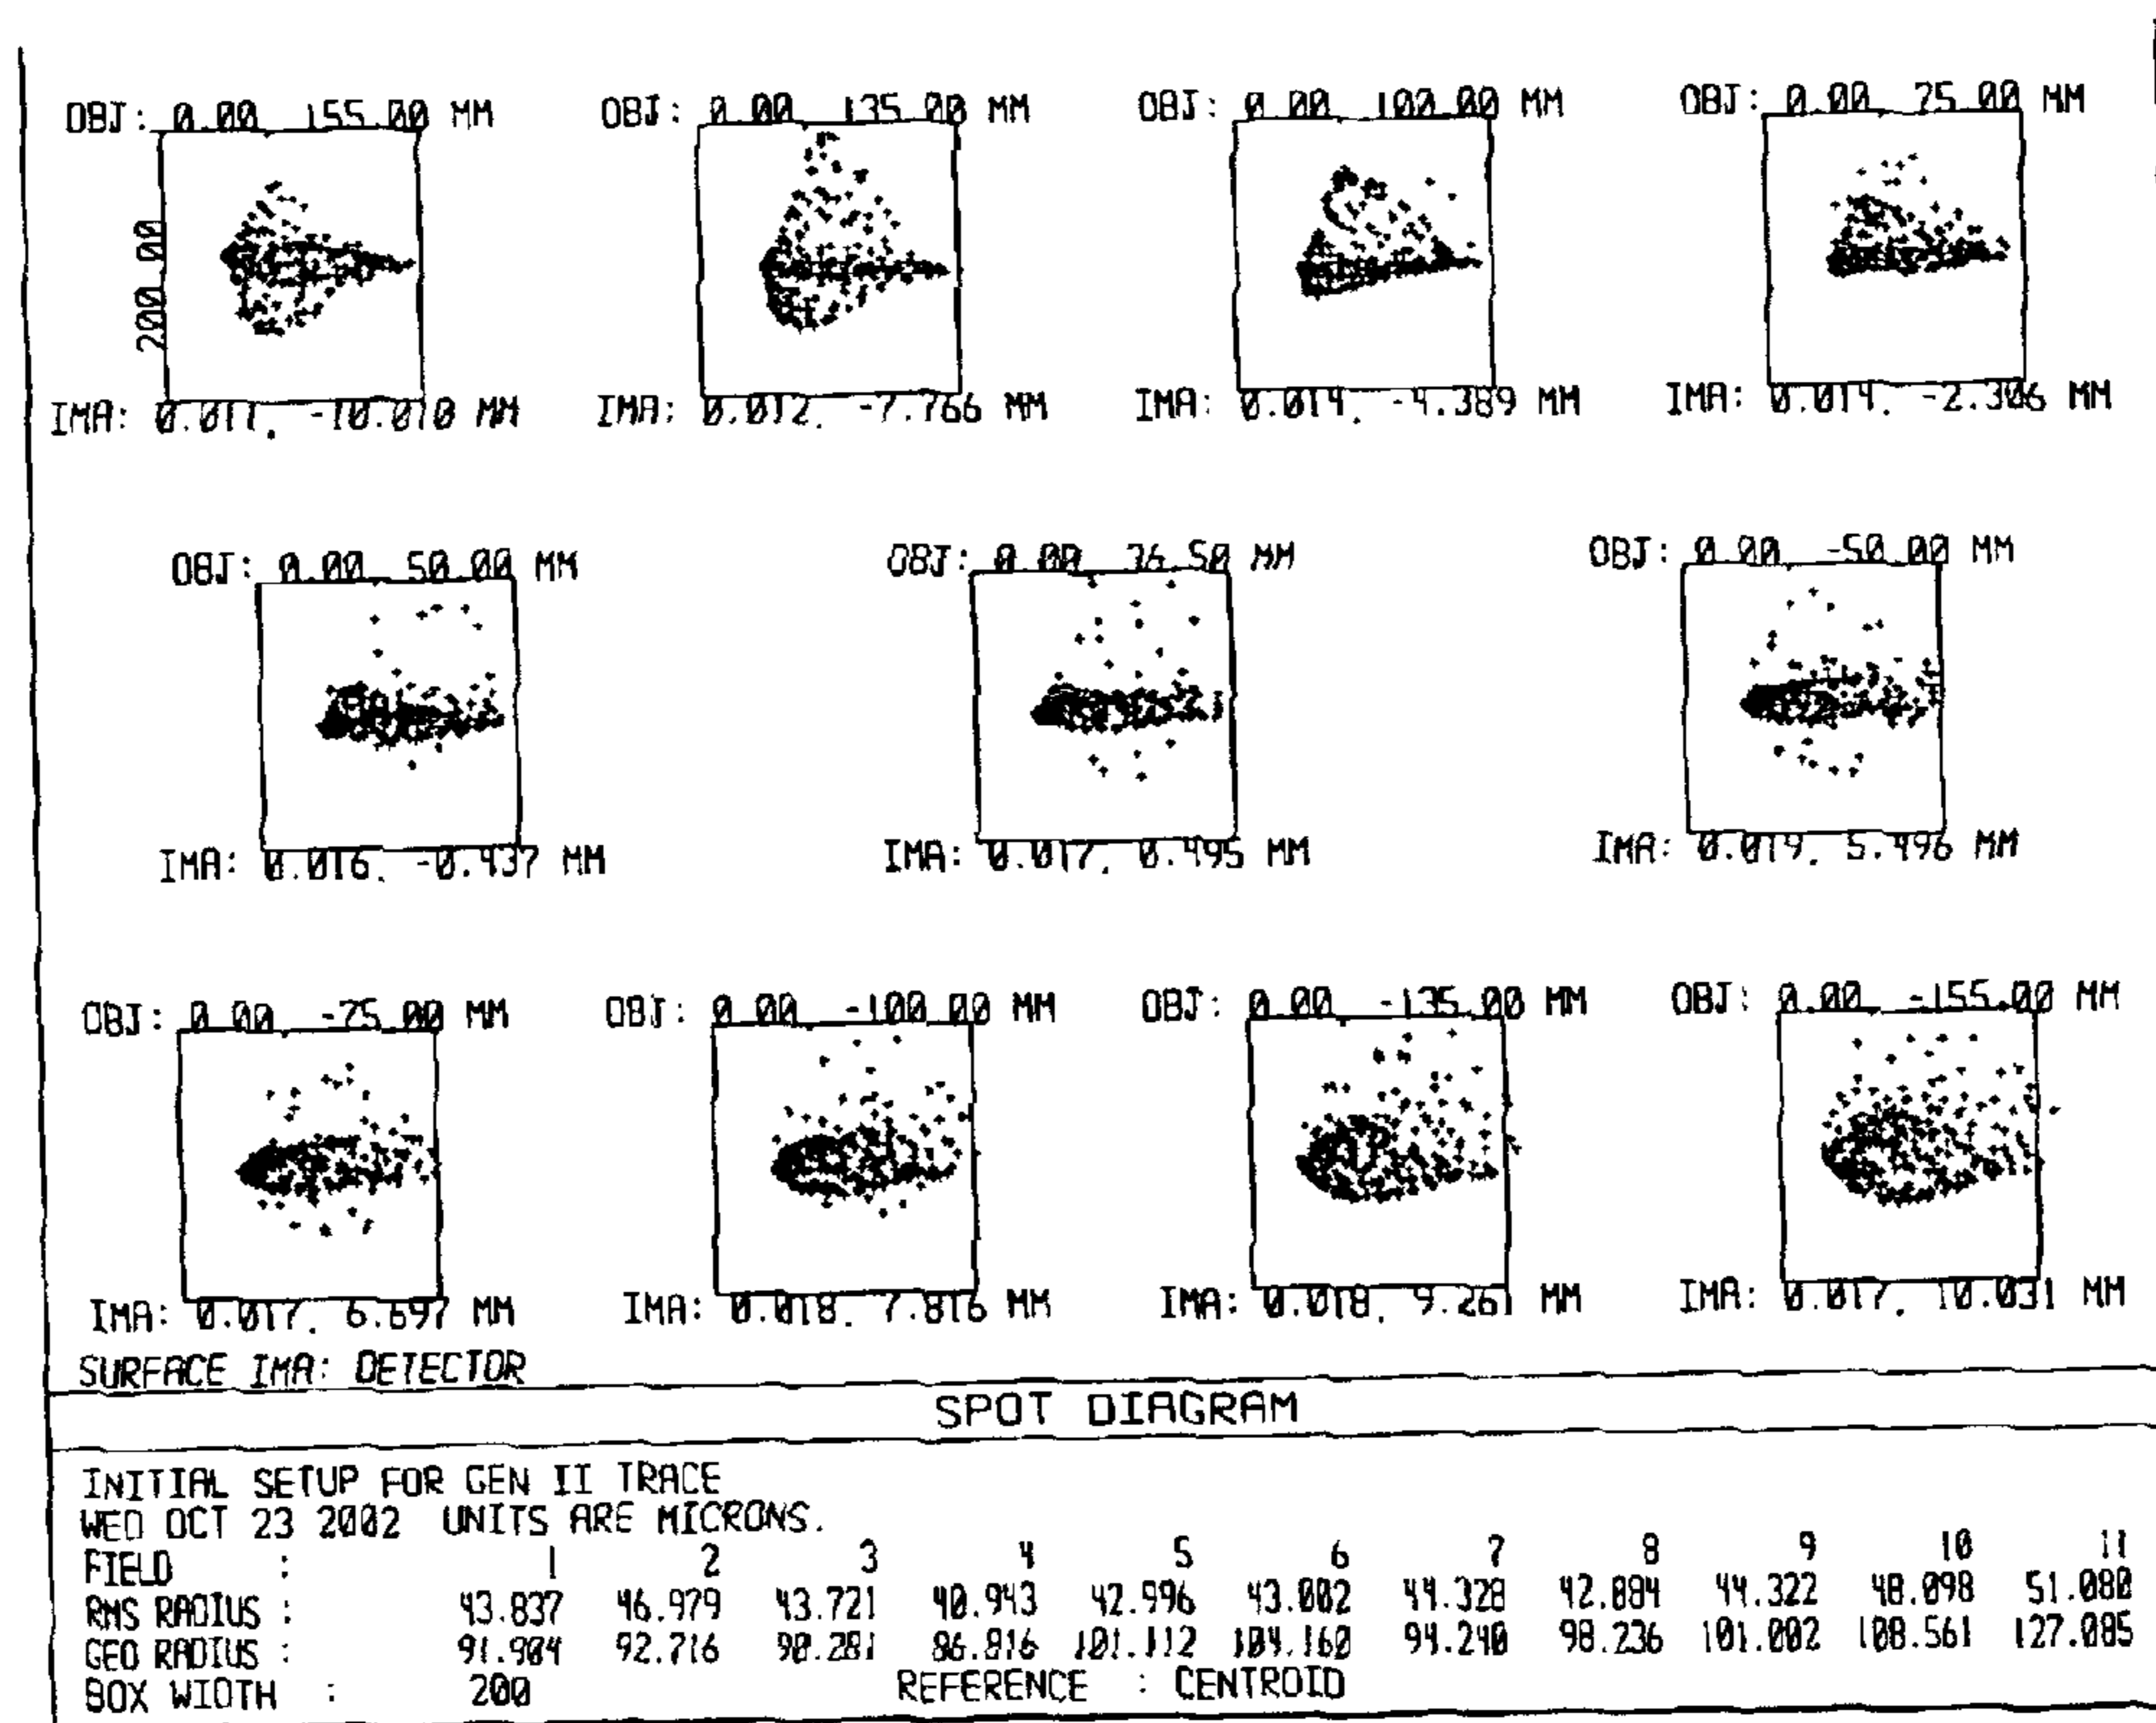 OBJ: 0.00, 155.00 MM OBJ: 0.00, 135.00 MM OBJ: 0.00, 100.00 MM OBJ: 0.00, 75.00 MM
200.00
IMA: 0.011, -10.010 MM IMA: 0.012, -7.766 MM IMA: 0.014, -4.389 MM IMA: 0.014, -2.306 MM
OBJ: 0.00, 50.00 MM OBJ: 0.00, 36.50 MM OBJ: 0.00, -50.00 MM
IMA: 0.016, -0.437 MM IMA: 0.017, 0.495 MM IMA: 0.019, 5.496 MM
OBJ: 0.00, -75.00 MM OBJ: 0.00, -100.00 MM OBJ: 0.00, -135.00 MM OBJ: 0.00, -155.00 MM
IMA: 0.017, 6.697 MM IMA: 0.018, 7.816 MM IMA: 0.018, 9.261 MM IMA: 0.017, 10.031 MM
SURFACE IMA: DETECTOR
SPOT DIAGRAM
INITIAL SETUP FOR GEN II TRACE
WED OCT 23 2002 UNITS ARE MICRONS.
FIELD : 1 2 3 4 5 6 7 8 9 10 11
RMS RADIUS : 43.837 46.979 43.721 40.943 42.996 43.002 44.328 42.884 44.322 48.098 51.080
GEO RADIUS : 91.904 92.716 90.281 86.816 101.112 104.160 94.240 98.236 101.002 108.561 127.085
BOX WIDTH : 200 REFERENCE : CENTROID